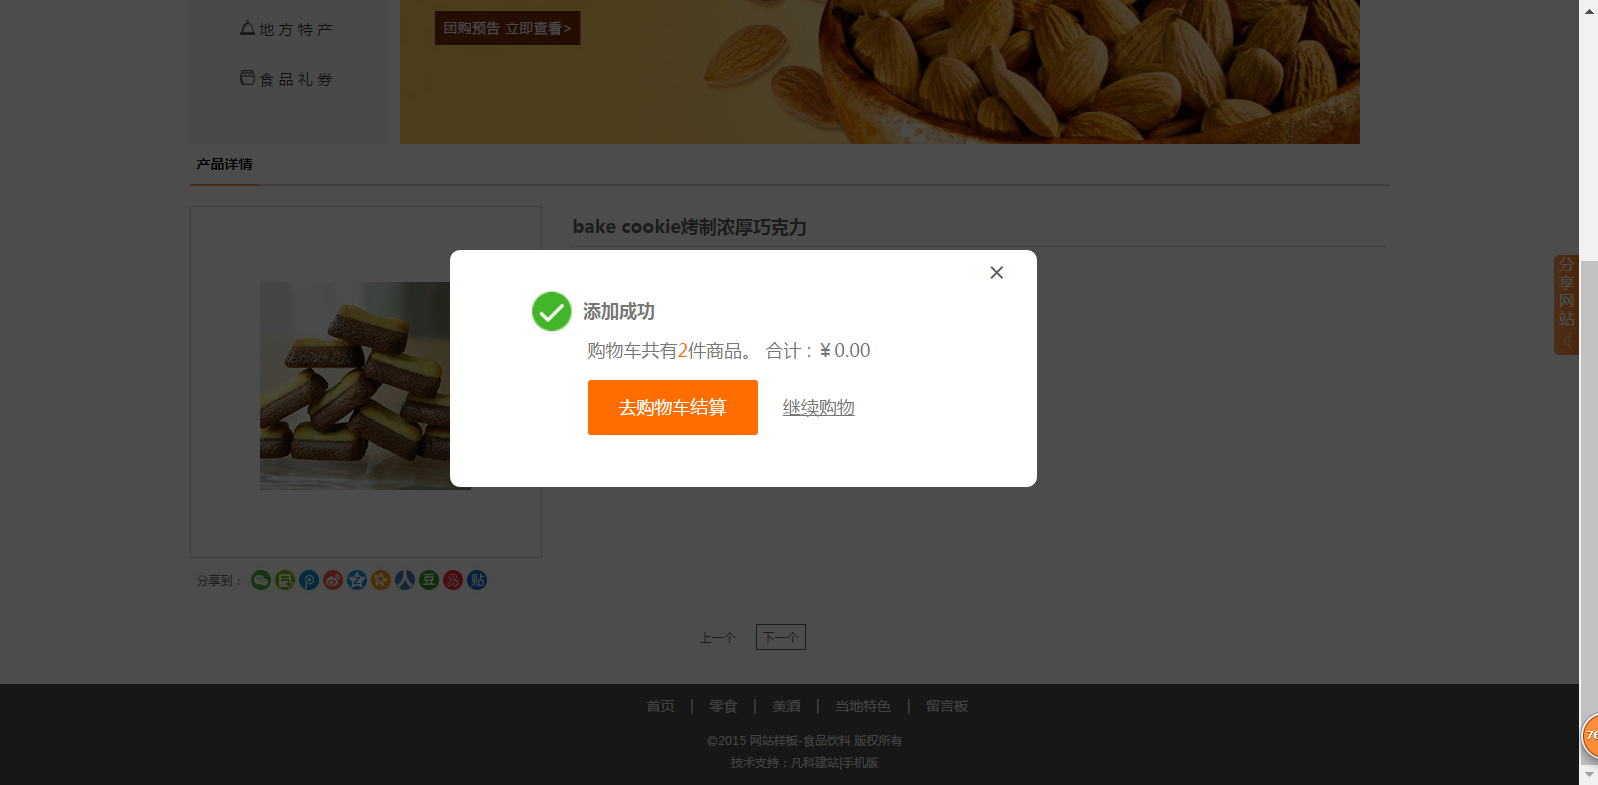 地方特产
食品礼券
团购预告 立即查看>
产品详情
bake cookie烤制浓厚巧克力
添加成功
购物车共有2件商品。 合计：¥ 0.00
去购物车结算 继续购物
分享网站
分享到：
豆
贴
上一个 下一个
首页 | 零食 | 美酒 | 当地特色 | 留言板
©2015 网站样板-食品饮料 版权所有
技术支持：凡科建站|手机版